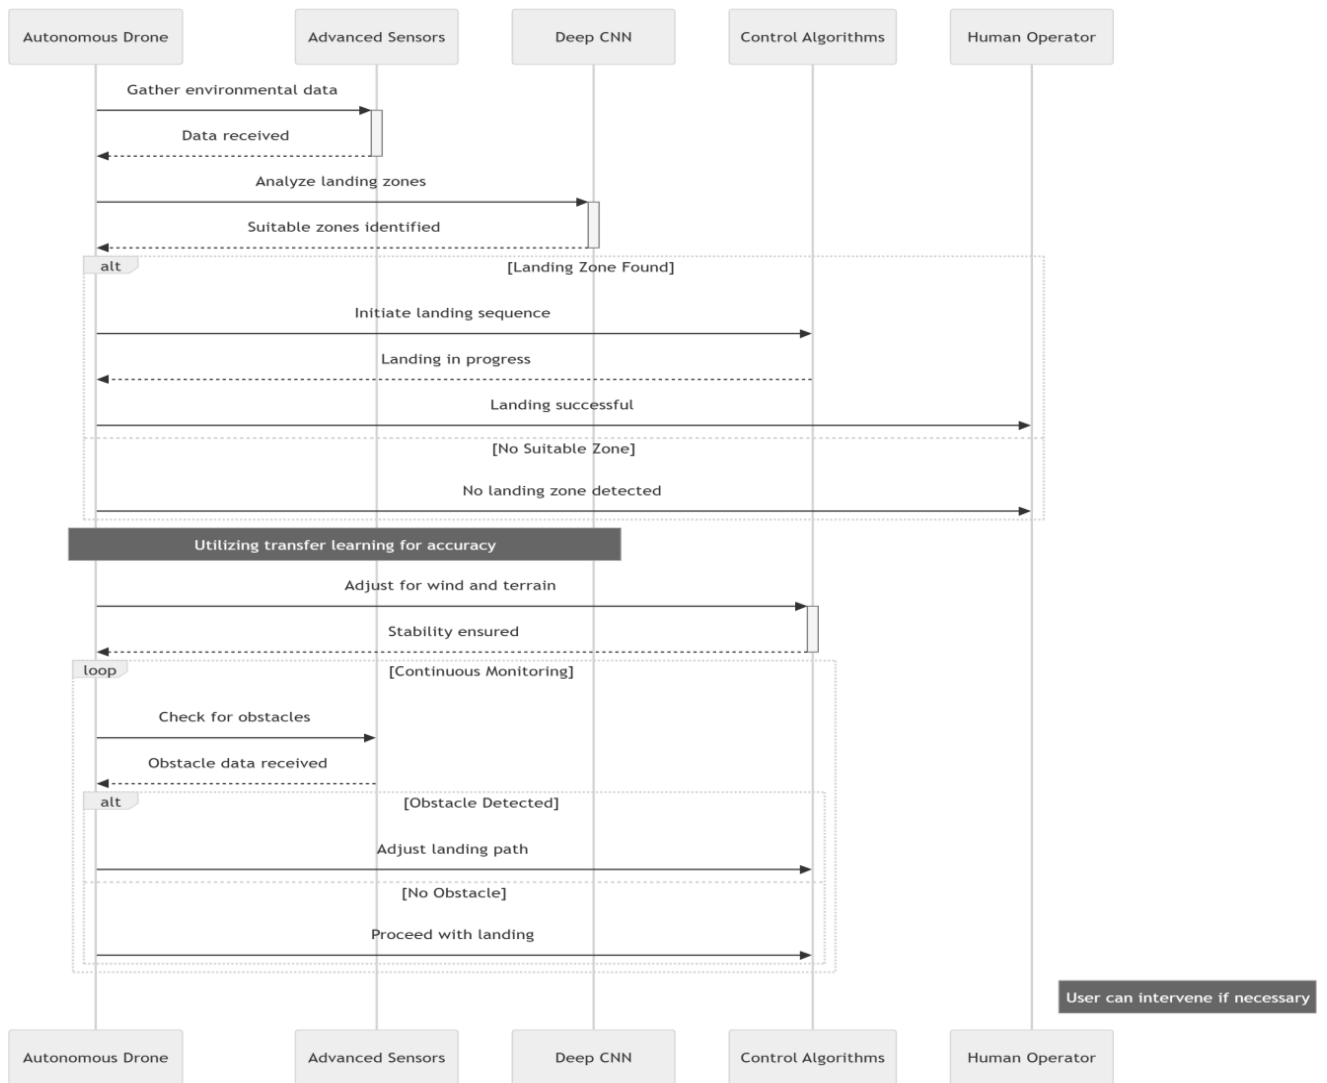 Autonomous Drone
Advanced Sensors
Deep CNN
Control Algorithms
Human Operator
Gather environmental data
Data received
Analyze landing zones
Suitable zones identified
alt
[Landing Zone Found]
Initiate landing sequence
Landing in progress
Landing successful
[No Suitable Zone]
No landing zone detected
Utilizing transfer learning for accuracy
Adjust for wind and terrain
Stability ensured
loop
[Continuous Monitoring]
Check for obstacles
Obstacle data received
alt
[Obstacle Detected]
Adjust landing path
[No Obstacle]
Proceed with landing
User can intervene if necessary
Autonomous Drone
Advanced Sensors
Deep CNN
Control Algorithms
Human Operator